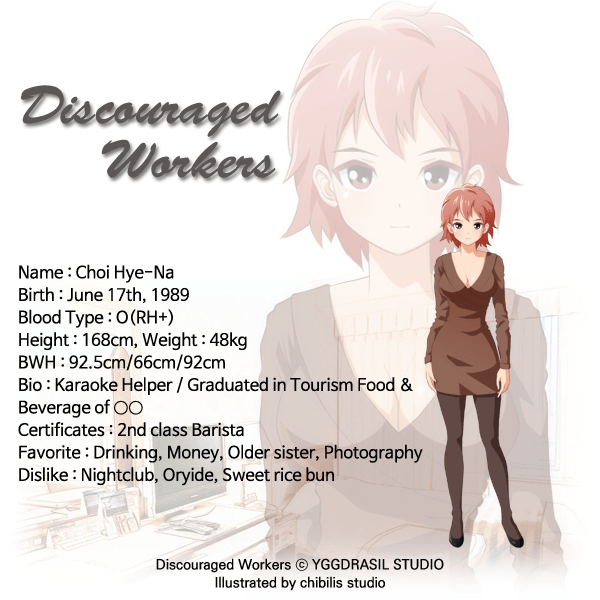 Discouraged
Workers
Name : Choi Hye-Na
Birth : June 17th, 1989
Blood Type : O(RH+)
Height : 168cm, Weight : 48kg
BWH : 92.5cm/66cm/92cm
Bio : Karaoke Helper / Graduated in Tourism Food &
Beverage of ○○
Certificates : 2nd class Barista
Favorite : Drinking, Money, Older sister, Photography
Dislike : Nightclub, Oryide, Sweet rice bun
Discouraged Workers ⓒ YGGDRASIL STUDIO
Illustrated by chibilis studio